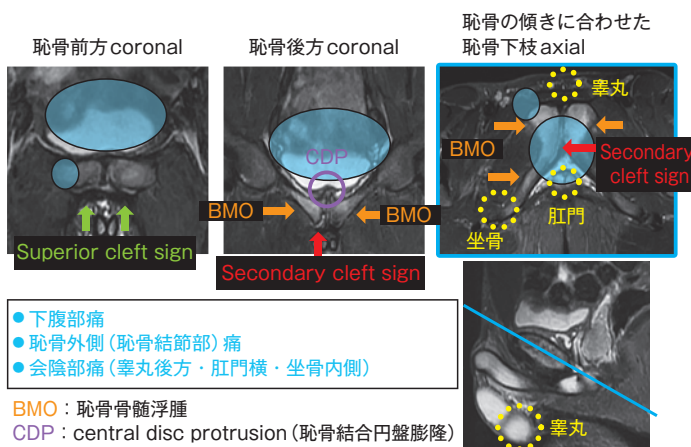 恥骨前方coronal
恥骨後方coronal
恥骨の傾きに合わせた
恥骨下枝axial
睾丸
BMO
Secondary
cleft sign
肛門
坐骨
CDP
BMO
BMO
Superior cleft sign
Secondary cleft sign
●下腹部痛
●恥骨外側（恥骨結節部）痛
●会陰部痛（睾丸後方・肛門横・坐骨内側）
BMO：恥骨骨髄浮腫
CDP：central disc protrusion（恥骨結合円盤膨隆）
睾丸